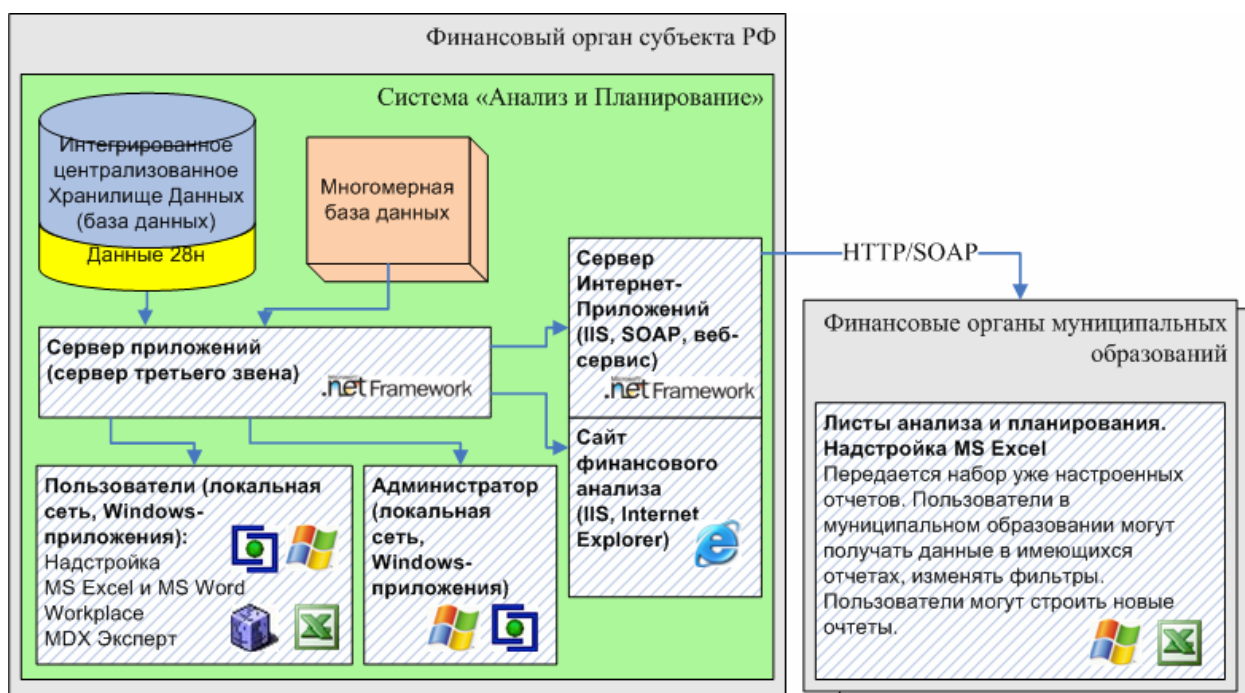 Финансовый орган субъекта РФ
Система «Анализ и Планирование»
Интегрированное
централизованное
Хранилище Данных
(база данных)
Данные 28н
Многомерная
база данных
Сервер приложений
(сервер третьего звена)
.net Framework
Сервер
Интернет-
Приложений
(IIS, SOAP, веб-
сервис)
.net Framework
Сайт
финансового
анализа
(IIS, Internet
Explorer)
Пользователи (локальная
сеть, Windows-
приложения):
Надстройка
MS Excel и MS Word
Workplace
MDX Эксперт
Администратор
(локальная
сеть,
Windows-
приложения)
HTTP/SOAP
Финансовые органы муниципальных
образований
Листы анализа и планирования.
Надстройка MS Excel
Передается набор уже настроенных
отчетов. Пользователи в
муниципальном образовании могут
получать данные в имеющихся
отчетах, изменять фильтры.
Пользователи могут строить новые
очтеты.